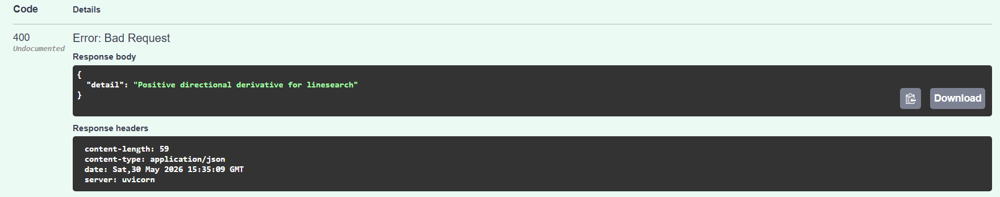 Code Details
400 Error: Bad Request
Undocumented
Response body
{
"detail": "Positive directional derivative for linesearch"
}
Download
Response headers
content-length: 59
content-type: application/json
date: Sat,30 May 2026 15:35:09 GMT
server: uvicorn